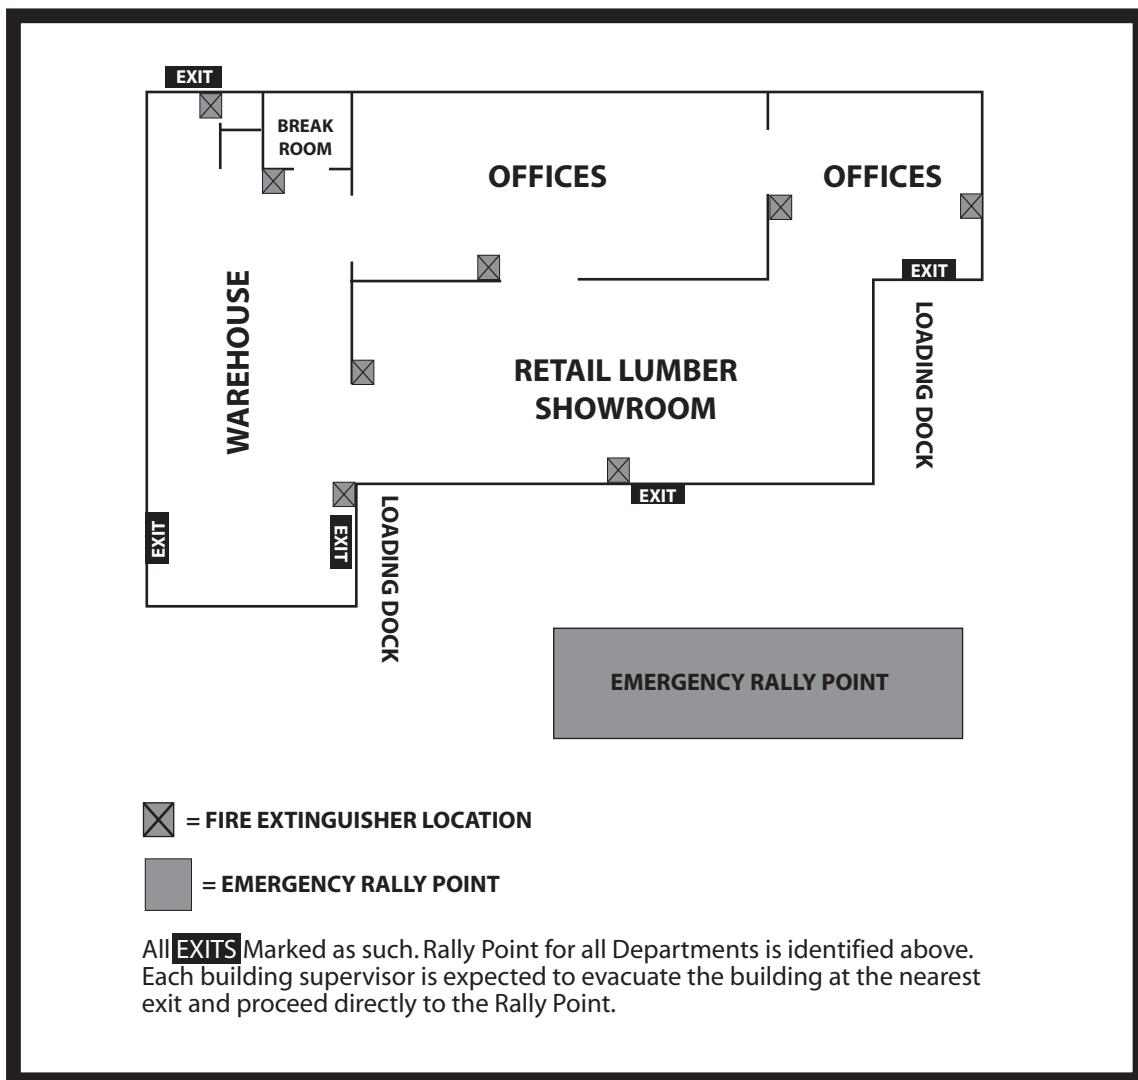 EXIT
BREAK
ROOM
OFFICES
OFFICES
EXIT
WAREHOUSE
LOADING DOCK
RETAIL LUMBER
SHOWROOM
EXIT
EXIT
EXIT
LOADING DOCK
EMERGENCY RALLY POINT
= FIRE EXTINGUISHER LOCATION
= EMERGENCY RALLY POINT
All EXITS Marked as such. Rally Point for all Departments is identified above.
Each building supervisor is expected to evacuate the building at the nearest
exit and proceed directly to the Rally Point.